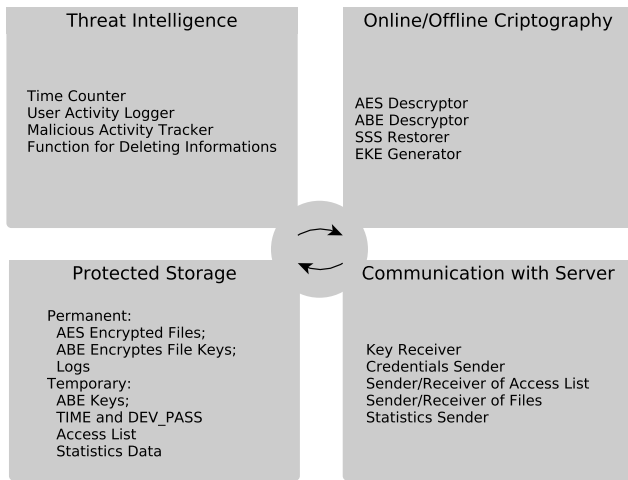 Threat Intelligence
Time Counter
User Activity Logger
Malicious Activity Tracker
Function for Deleting Informations
Online/Offline Criptography
AES Descryptor
ABE Descryptor
SSS Restorer
EKE Generator
Protected Storage
Permanent:
AES Encrypted Files;
ABE Encryptes File Keys;
Logs
Temporary:
ABE Keys;
TIME and DEV_PASS
Access List
Statistics Data
Communication with Server
Key Receiver
Credentials Sender
Sender/Receiver of Access List
Sender/Receiver of Files
Statistics Sender